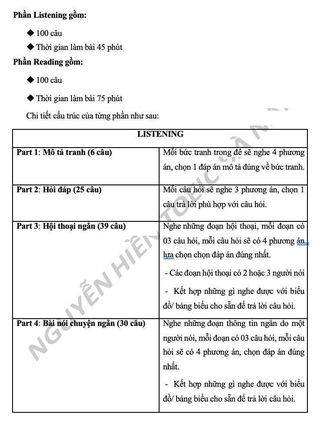 Phần Listening gồm:
◆ 100 câu
◆ Thời gian làm bài 45 phút
Phần Reading gồm:
◆ 100 câu
◆ Thời gian làm bài 75 phút
Chi tiết cấu trúc của từng phần như sau:
LISTENING
Part 1: Mô tả tranh (6 câu)
Mỗi bức tranh trong đề sẽ nghe 4 phương
án, chọn 1 đáp án mô tả đúng về bức tranh.
Part 2: Hỏi đáp (25 câu)
Mỗi câu hỏi sẽ nghe 3 phương án, chọn 1
câu trả lời phù hợp với câu hỏi.
Part 3: Hội thoại ngắn (39 câu)
Nghe những đoạn hội thoại, mỗi đoạn có
03 câu hỏi, mỗi câu hỏi sẽ có 4 phương án
lựa chọn chọn đáp án đúng nhất.
- Các đoạn hội thoại có 2 hoặc 3 người nói
- Kết hợp những gì nghe được với biểu
đồ/ bảng biểu cho sẵn để trả lời câu hỏi.
Part 4: Bài nói chuyện ngắn (30 câu)
Nghe những đoạn thông tin ngắn do một
người nói, mỗi đoạn có 03 câu hỏi, mỗi câu
hỏi sẽ có 4 phương án, chọn đáp án đúng
nhất.
- Kết hợp những gì nghe được với biểu
đồ/ bảng biểu cho sẵn để trả lời câu hỏi.
NGUYỄN HIỀN TOEIC